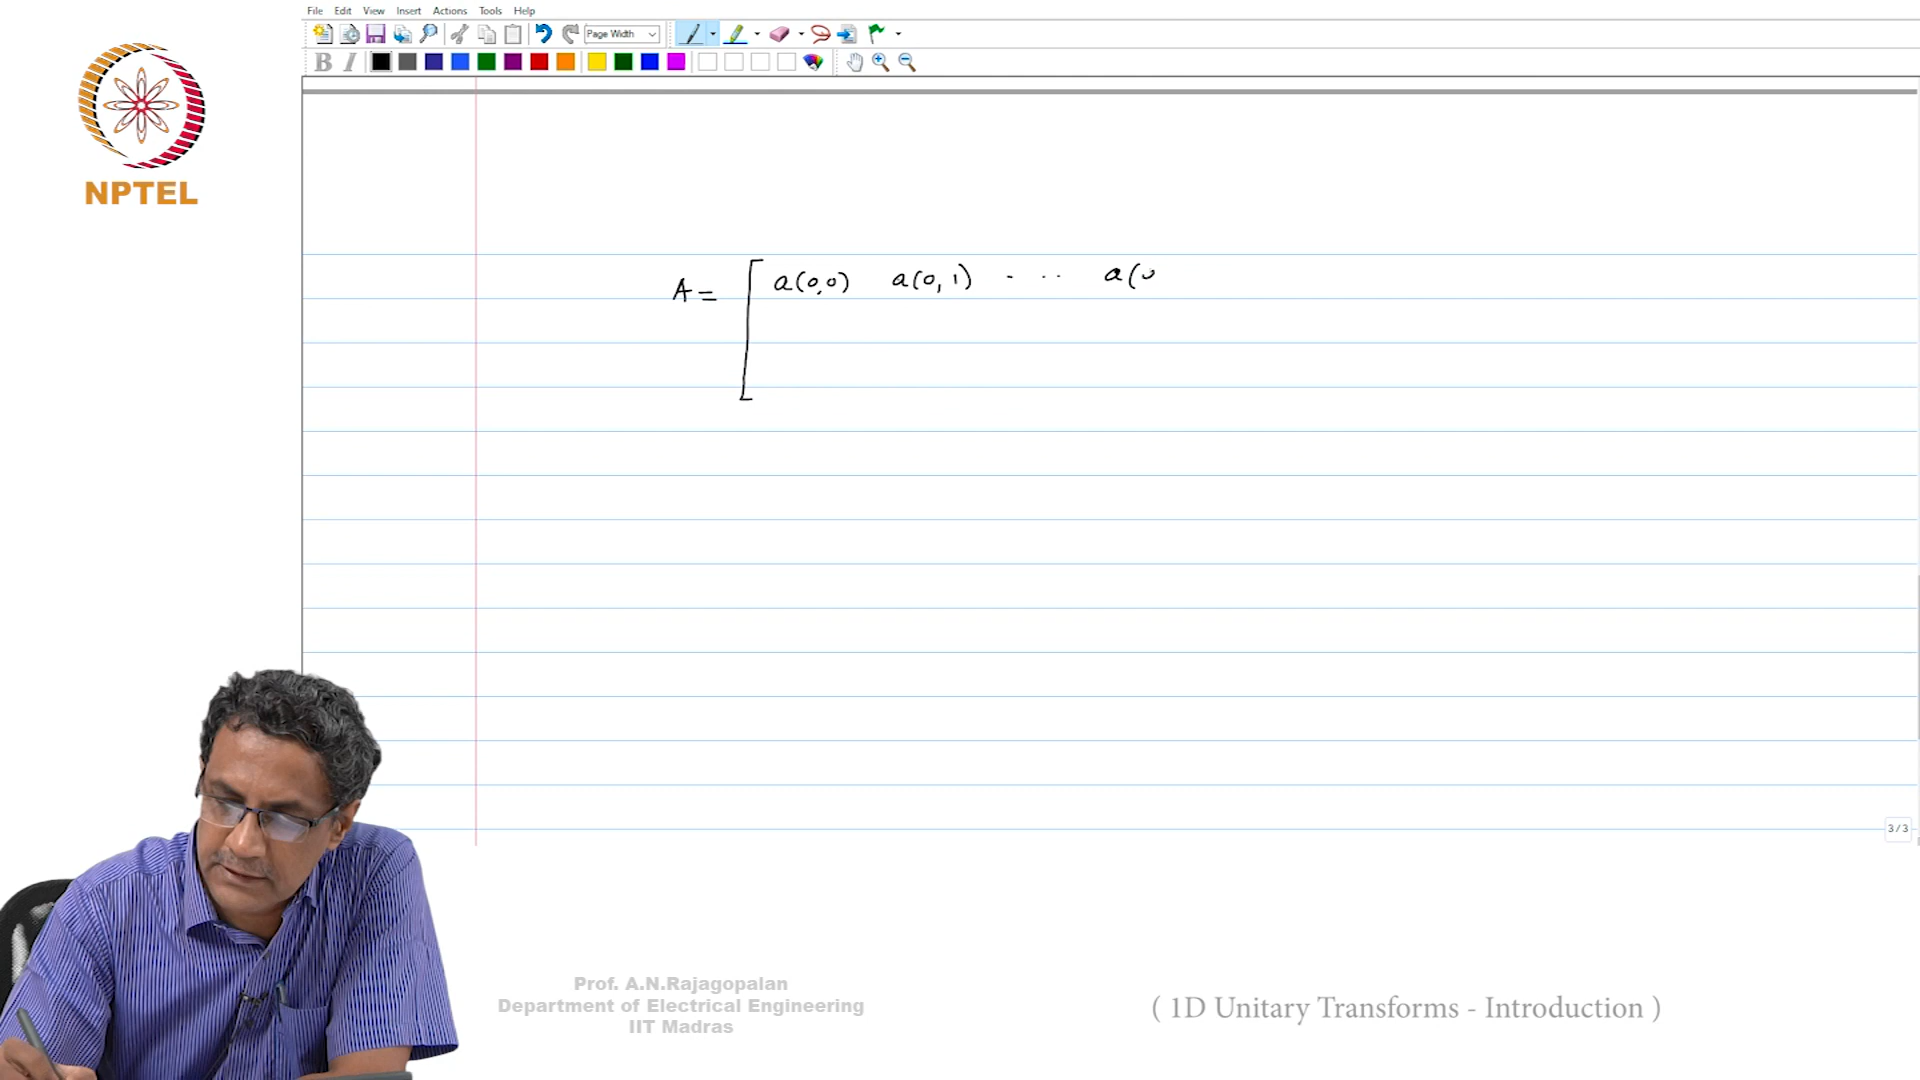 File Edit View Insert Actions Tools Help
Page Width
B I
NPTEL
A = [ a(0,0) a(0,1) - .. a(0
3/3
Prof. A.N.Rajagopalan
Department of Electrical Engineering
IIT Madras
( 1D Unitary Transforms - Introduction )